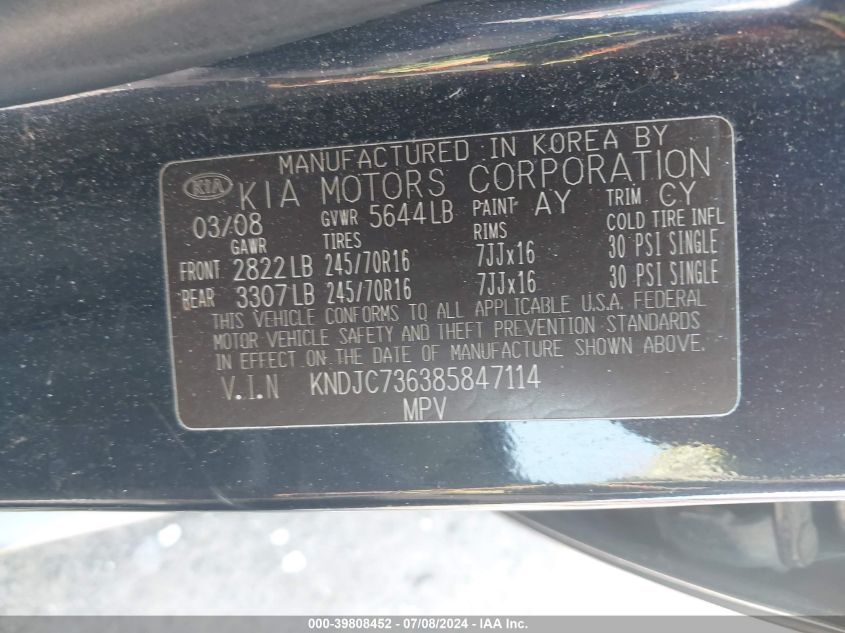 MANUFACTURED IN KOREA BY
KIA KIA MOTORS CORPORATION
03/08 GVWR 5644LB PAINT AY TRIM CY
GAWR TIRES RIMS COLD TIRE INFL
FRONT 2822LB 245/70R16 7JJx16 30 PSI SINGLE
REAR 3307LB 245/70R16 7JJx16 30 PSI SINGLE
THIS VEHICLE CONFORMS TO ALL APPLICABLE U.S.A. FEDERAL
MOTOR VEHICLE SAFETY AND THEFT PREVENTION STANDARDS
IN EFFECT ON THE DATE OF MANUFACTURE SHOWN ABOVE.
V.I.N KNDJC736385847114
MPV
000-39808452 - 07/08/2024 - IAA Inc.